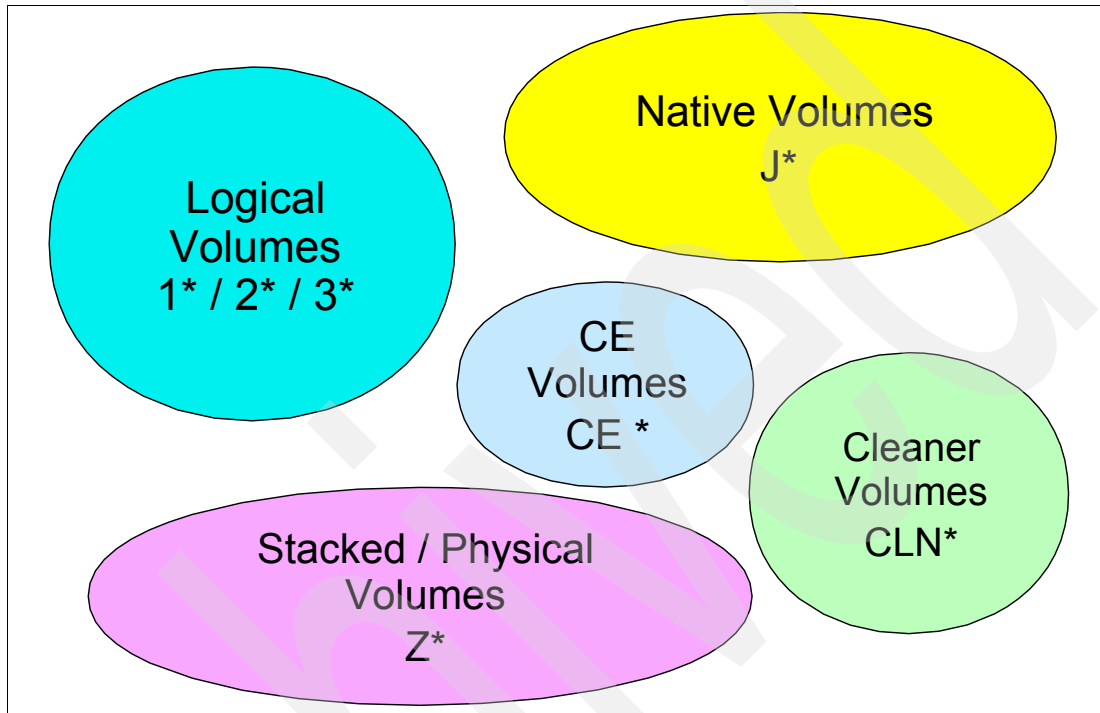 Native Volumes
J*
Logical
Volumes
1* / 2* / 3*
CE
Volumes
CE *
Cleaner
Volumes
CLN*
Stacked / Physical
Volumes
Z*